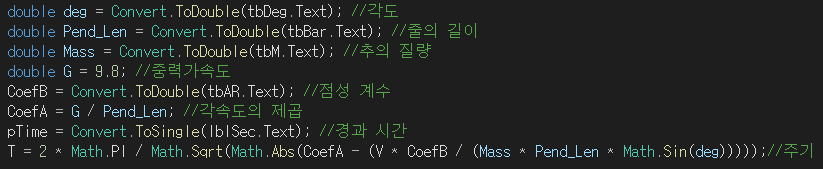 double deg = Convert.ToDouble(tbDeg.Text); //각도
double Pend_Len = Convert.ToDouble(tbBar.Text); //줄의 길이
double Mass = Convert.ToDouble(tbM.Text); //추의 질량
double G = 9.8; //중력가속도
CoefB = Convert.ToDouble(tbAR.Text); //점성 계수
CoefA = G / Pend_Len; //각속도의 제곱
pTime = Convert.ToSingle(lblSec.Text); //경과 시간
T = 2 * Math.PI / Math.Sqrt(Math.Abs(CoefA - (V * CoefB / (Mass * Pend_Len * Math.Sin(deg)))));//주기